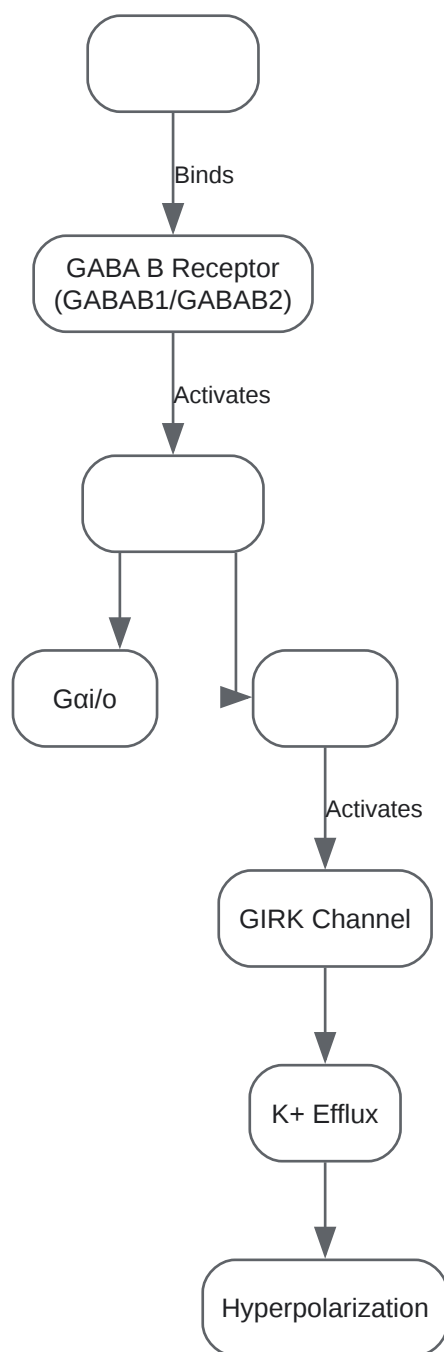 Binds
GABA B Receptor
(GABAB1/GABAB2)
Activates
Gαi/o
Activates
GIRK Channel
K+ Efflux
Hyperpolarization